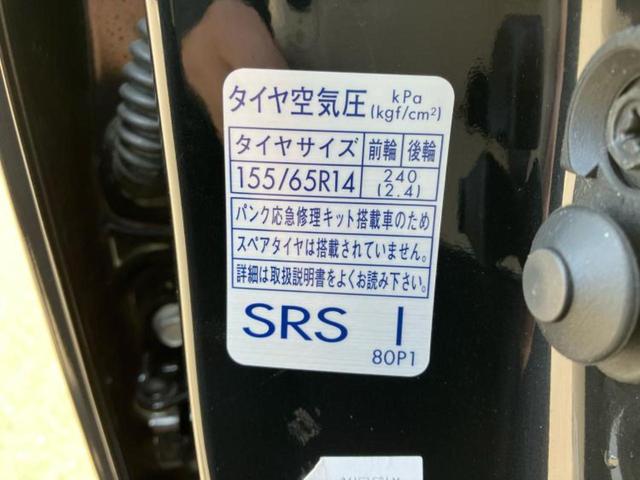 タイヤ空気圧 kPa (kgf/cm²)
タイヤサイズ 前輪 後輪
155/65R14 240 (2.4)
パンク応急修理キット搭載車のため
スペアタイヤは搭載されていません。
詳細は取扱説明書をよくお読み下さい。
SRS I
80P1